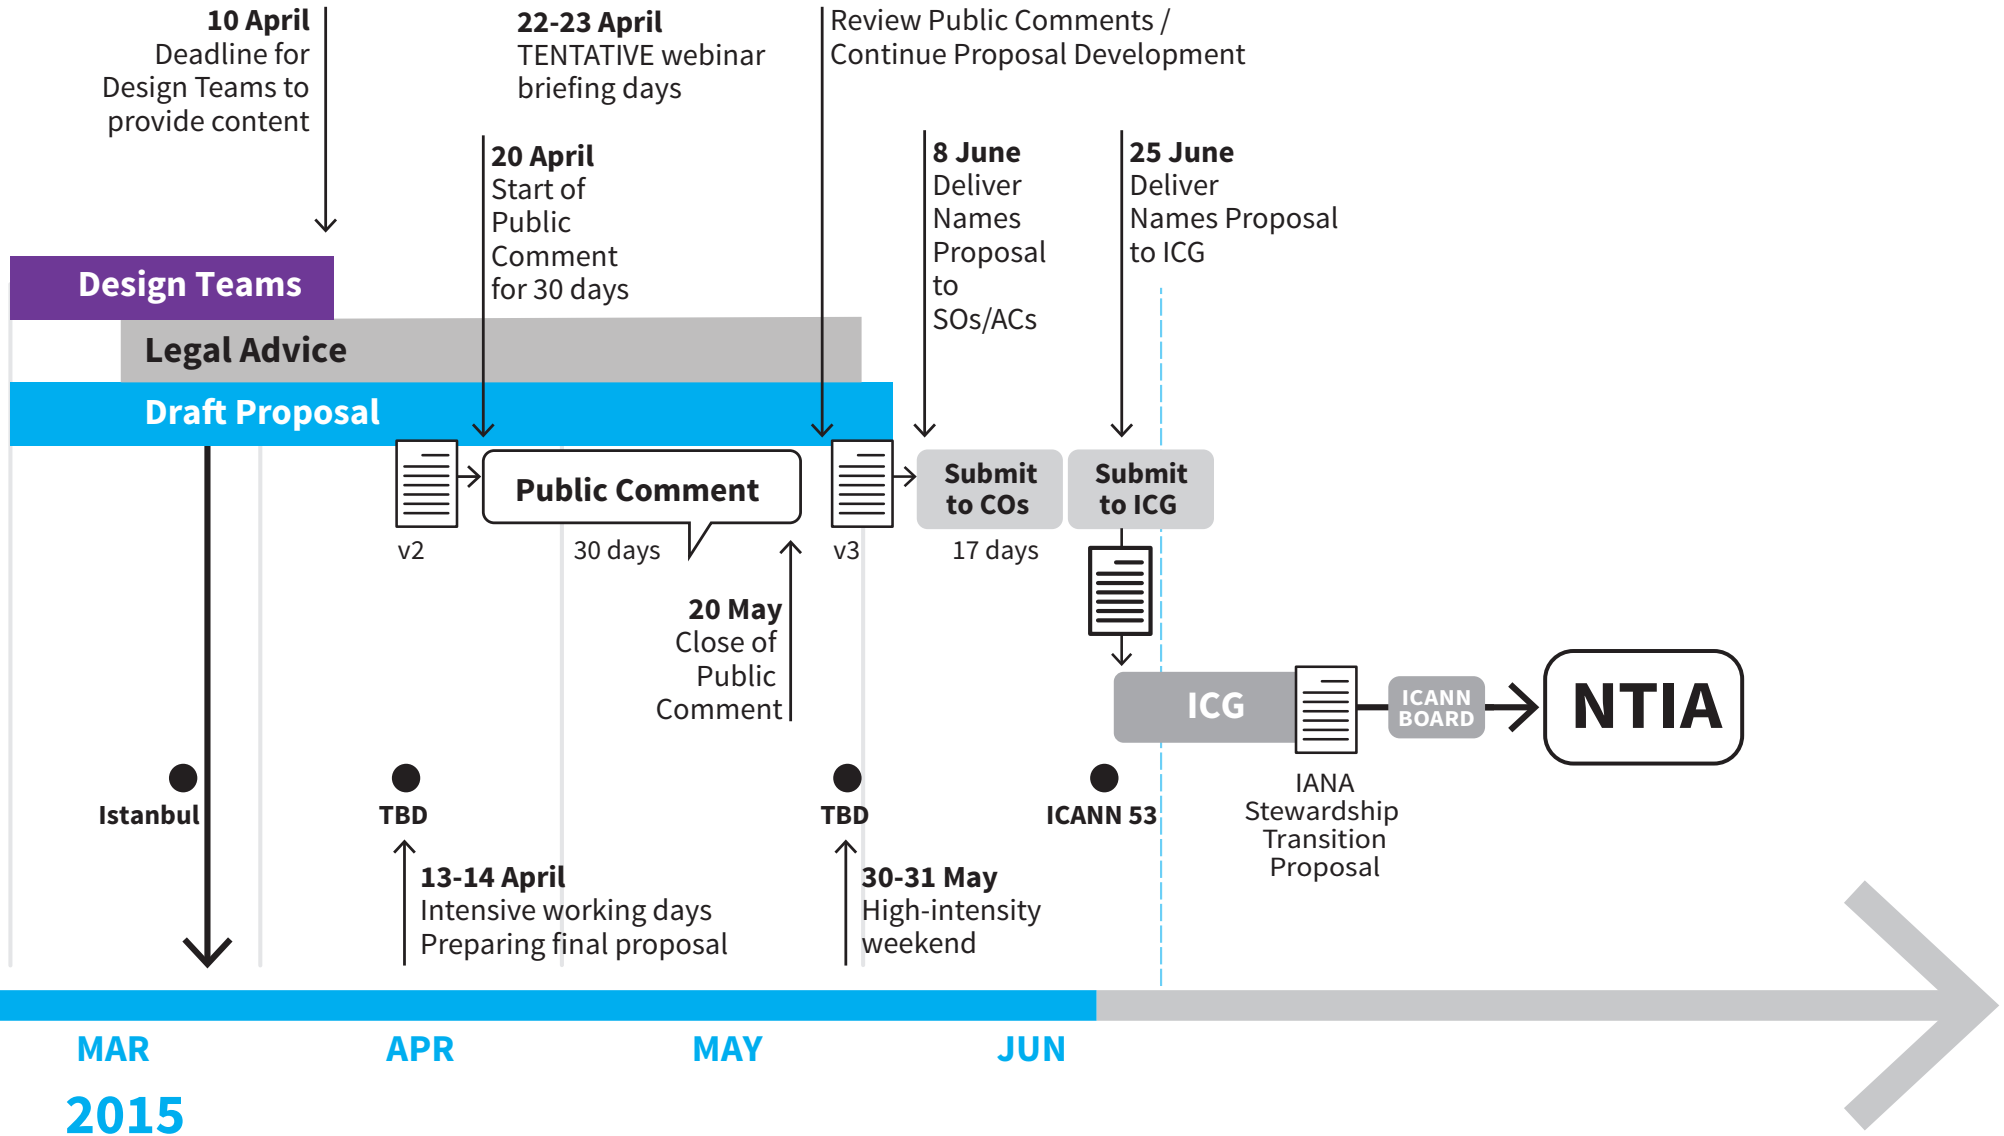 10 April
Deadline for
Design Teams to
provide content
22-23 April
TENTATIVE webinar
briefing days
Review Public Comments /
Continue Proposal Development
20 April
Start of
Public
Comment
for 30 days
8 June
Deliver
Names
Proposal
to
SOs/ACs
25 June
Deliver
Names Proposal
to ICG
Design Teams
Legal Advice
Draft Proposal
Public Comment
Submit
to COs
Submit
to ICG
v2
30 days
v3
17 days
20 May
Close of
Public
Comment
ICG
ICANN
BOARD
NTIA
IANA
Stewardship
Transition
Proposal
Istanbul
TBD
TBD
ICANN 53
13-14 April
Intensive working days
Preparing final proposal
30-31 May
High-intensity
weekend
MAR
APR
MAY
JUN
2015